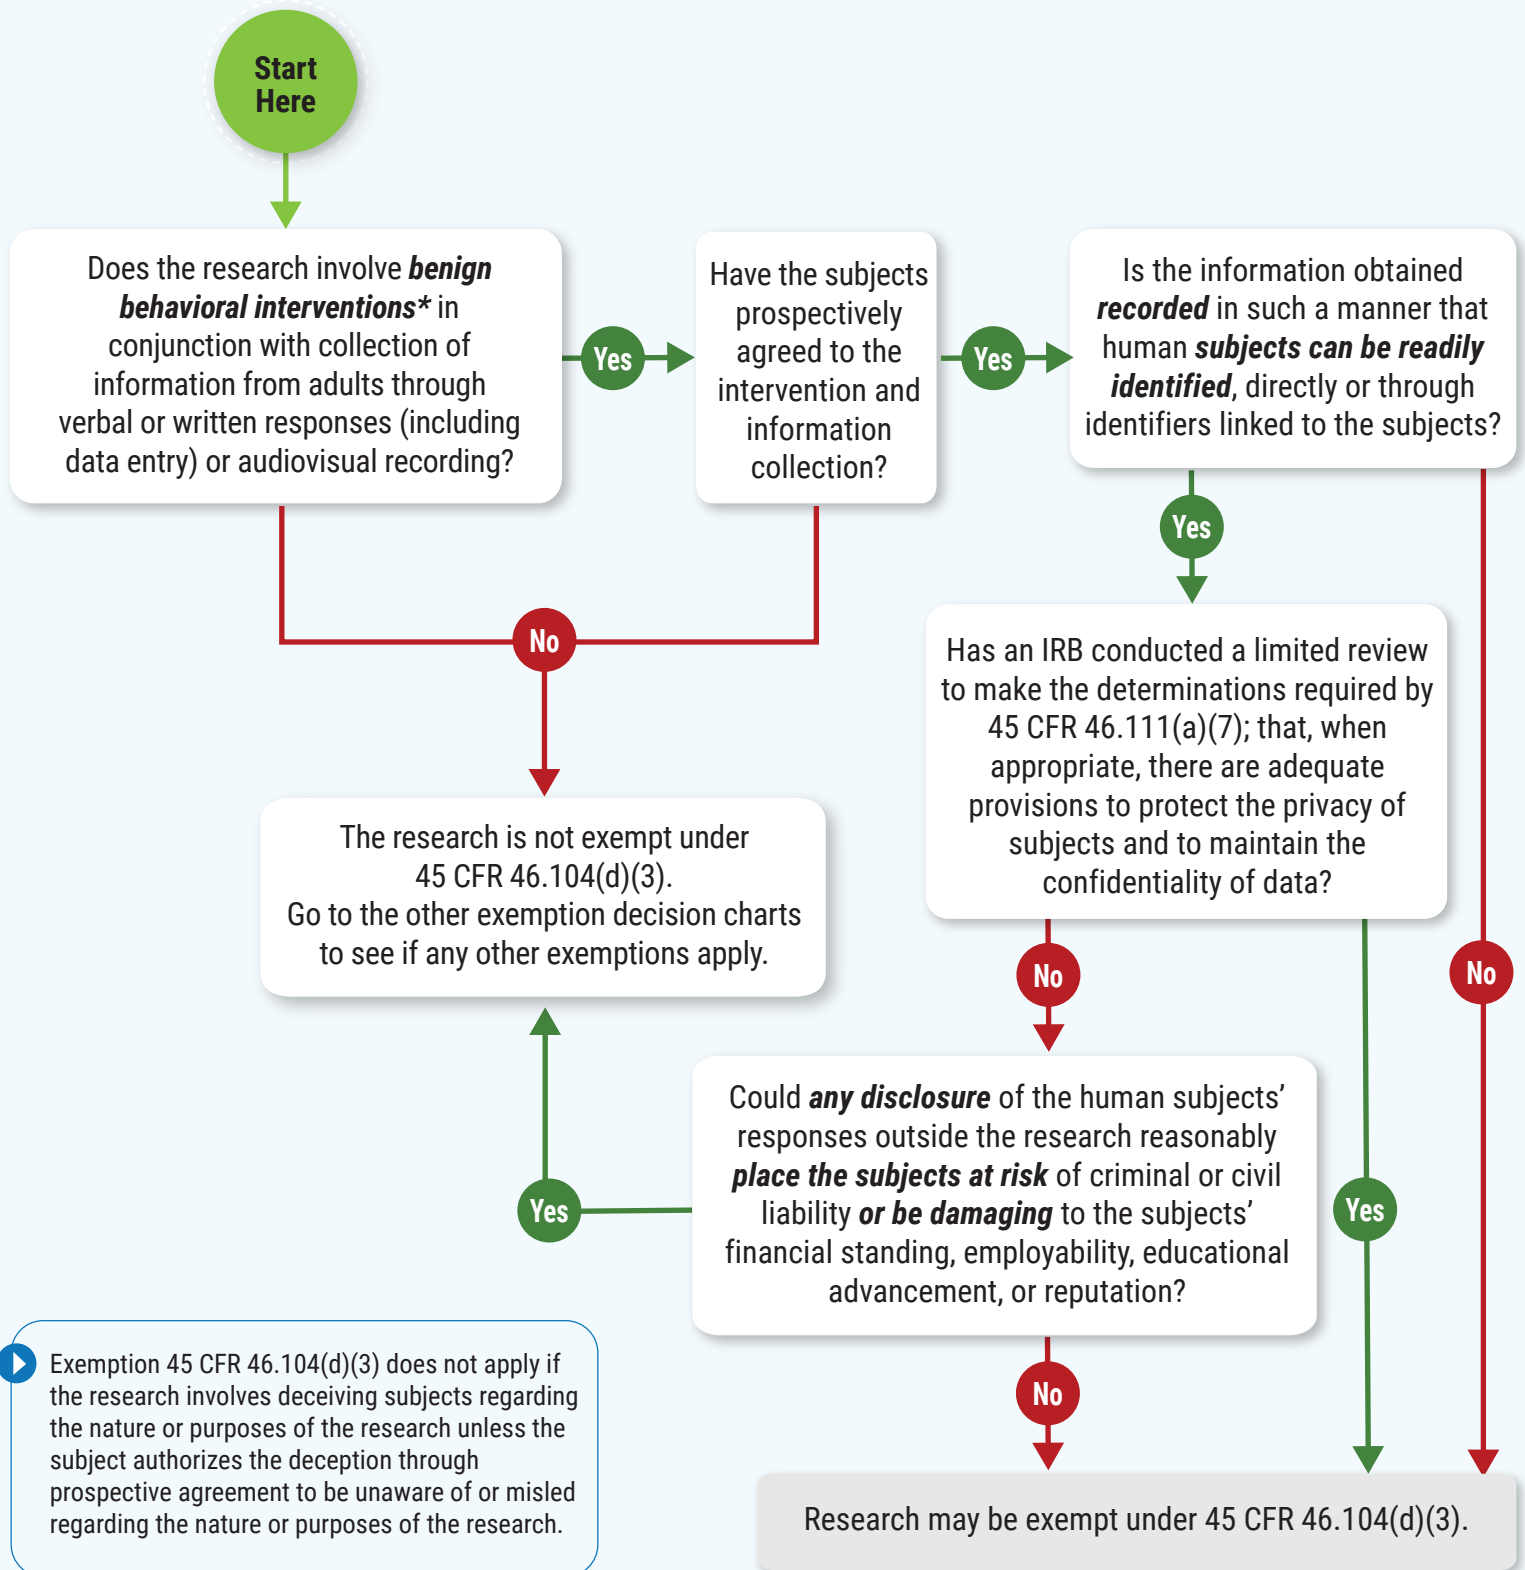 Start
Here
Does the research involve benign
behavioral interventions* in
conjunction with collection of
information from adults through
verbal or written responses (including
data entry) or audiovisual recording?
Yes
Have the subjects
prospectively
agreed to the
intervention and
information
collection?
Yes
Is the information obtained
recorded in such a manner that
human subjects can be readily
identified, directly or through
identifiers linked to the subjects?
Yes
No
Has an IRB conducted a limited review
to make the determinations required by
45 CFR 46.111(a)(7); that, when
appropriate, there are adequate
provisions to protect the privacy of
subjects and to maintain the
confidentiality of data?
The research is not exempt under
45 CFR 46.104(d)(3).
Go to the other exemption decision charts
to see if any other exemptions apply.
No
No
Could any disclosure of the human subjects’
responses outside the research reasonably
place the subjects at risk of criminal or civil
liability or be damaging to the subjects’
financial standing, employability, educational
advancement, or reputation?
Yes
Yes
No
Exemption 45 CFR 46.104(d)(3) does not apply if
the research involves deceiving subjects regarding
the nature or purposes of the research unless the
subject authorizes the deception through
prospective agreement to be unaware of or misled
regarding the nature or purposes of the research.
Research may be exempt under 45 CFR 46.104(d)(3).